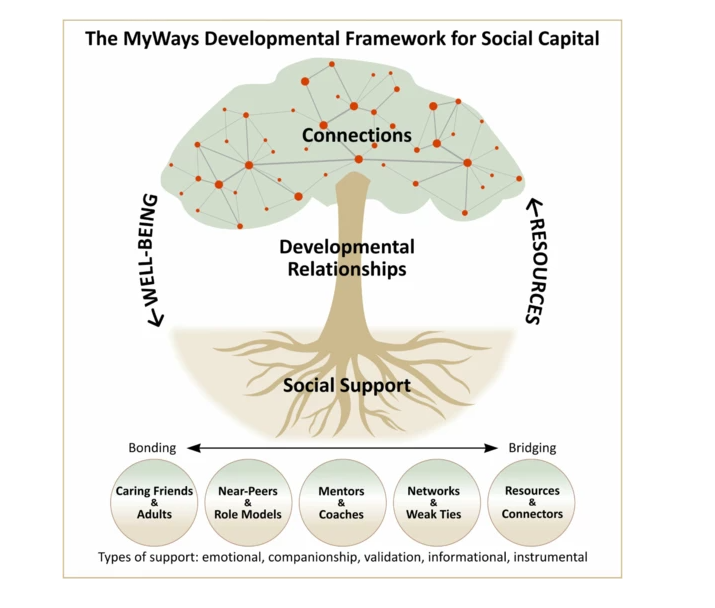 The MyWays Developmental Framework for Social Capital
Connections
←WELL-BEING
←RESOURCES
Developmental
Relationships
Social Support
Bonding
Bridging
Caring Friends
&
Adults
Near-Peers
&
Role Models
Mentors
&
Coaches
Networks
&
Weak Ties
Resources
&
Connectors
Types of support: emotional, companionship, validation, informational, instrumental